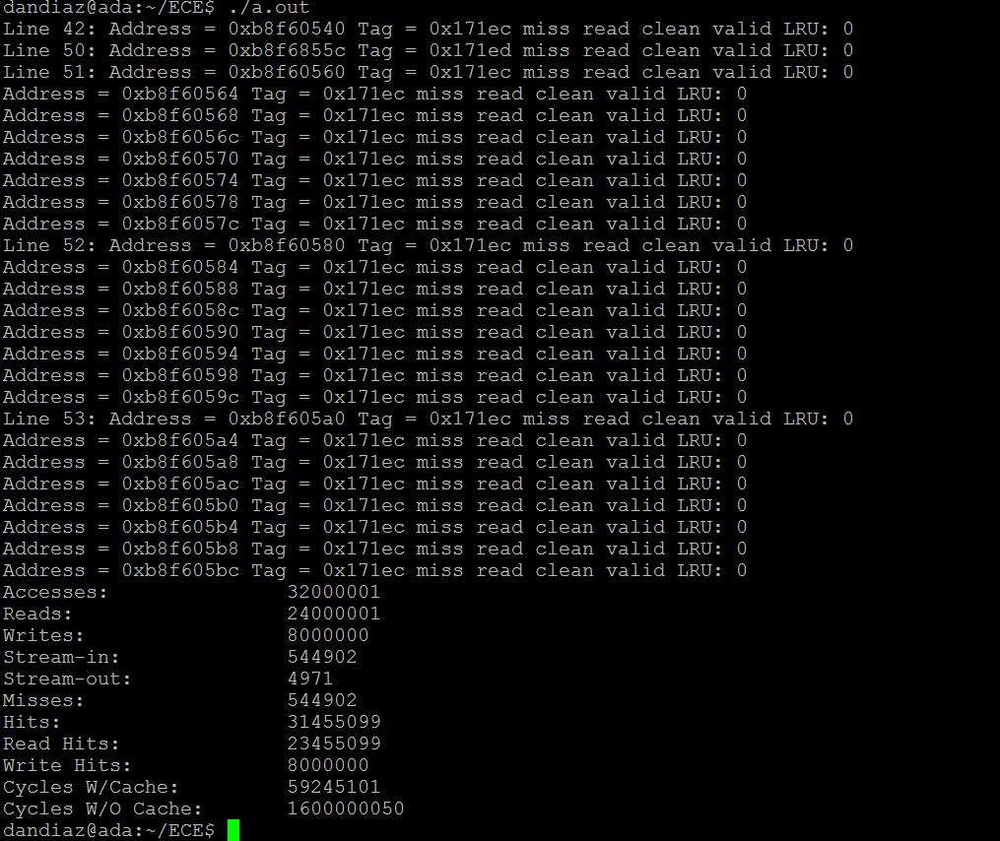 dandiaz@ada:~/ECE$ ./a.out
Line 42: Address = 0xb8f60540 Tag = 0x171ec miss read clean valid LRU: 0
Line 50: Address = 0xb8f6855c Tag = 0x171ed miss read clean valid LRU: 0
Line 51: Address = 0xb8f60560 Tag = 0x171ec miss read clean valid LRU: 0
Address = 0xb8f60564 Tag = 0x171ec miss read clean valid LRU: 0
Address = 0xb8f60568 Tag = 0x171ec miss read clean valid LRU: 0
Address = 0xb8f6056c Tag = 0x171ec miss read clean valid LRU: 0
Address = 0xb8f60570 Tag = 0x171ec miss read clean valid LRU: 0
Address = 0xb8f60574 Tag = 0x171ec miss read clean valid LRU: 0
Address = 0xb8f60578 Tag = 0x171ec miss read clean valid LRU: 0
Address = 0xb8f6057c Tag = 0x171ec miss read clean valid LRU: 0
Line 52: Address = 0xb8f60580 Tag = 0x171ec miss read clean valid LRU: 0
Address = 0xb8f60584 Tag = 0x171ec miss read clean valid LRU: 0
Address = 0xb8f60588 Tag = 0x171ec miss read clean valid LRU: 0
Address = 0xb8f6058c Tag = 0x171ec miss read clean valid LRU: 0
Address = 0xb8f60590 Tag = 0x171ec miss read clean valid LRU: 0
Address = 0xb8f60594 Tag = 0x171ec miss read clean valid LRU: 0
Address = 0xb8f60598 Tag = 0x171ec miss read clean valid LRU: 0
Address = 0xb8f6059c Tag = 0x171ec miss read clean valid LRU: 0
Line 53: Address = 0xb8f605a0 Tag = 0x171ec miss read clean valid LRU: 0
Address = 0xb8f605a4 Tag = 0x171ec miss read clean valid LRU: 0
Address = 0xb8f605a8 Tag = 0x171ec miss read clean valid LRU: 0
Address = 0xb8f605ac Tag = 0x171ec miss read clean valid LRU: 0
Address = 0xb8f605b0 Tag = 0x171ec miss read clean valid LRU: 0
Address = 0xb8f605b4 Tag = 0x171ec miss read clean valid LRU: 0
Address = 0xb8f605b8 Tag = 0x171ec miss read clean valid LRU: 0
Address = 0xb8f605bc Tag = 0x171ec miss read clean valid LRU: 0
Accesses: 32000001
Reads: 24000001
Writes: 8000000
Stream-in: 544902
Stream-out: 4971
Misses: 544902
Hits: 31455099
Read Hits: 23455099
Write Hits: 8000000
Cycles W/Cache: 59245101
Cycles W/O Cache: 1600000050
dandiaz@ada:~/ECE$